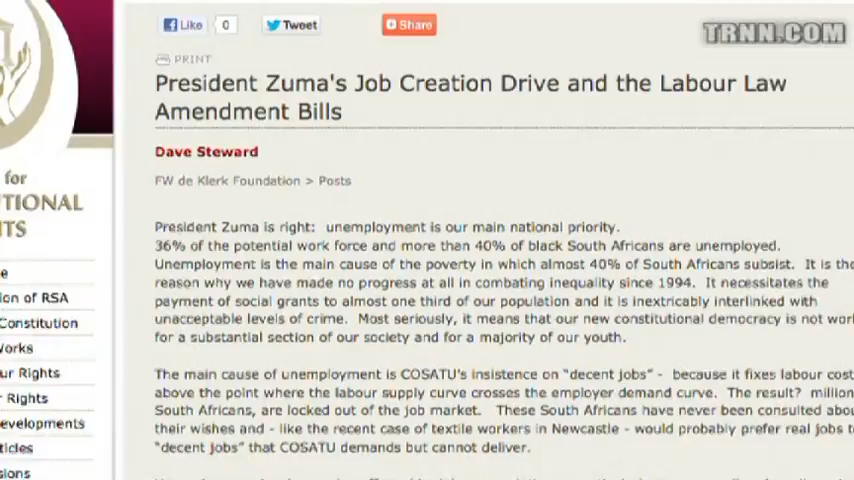 Like
0
Tweet
Share
TRNN.COM
PRINT
President Zuma's Job Creation Drive and the Labour Law
Amendment Bills
Dave Steward
FW de Klerk Foundation > Posts
for
UTIONAL
TS
President Zuma is right: unemployment is our main national priority.
36% of the potential work force and more than 40% of black South Africans are unemployed.
Unemployment is the main cause of the poverty in which almost 40% of South Africans subsist. It is the
reason why we have made no progress at all in combating inequality since 1994. It necessitates the
payment of social grants to almost one third of our population and it is inextricably interlinked with
unacceptable levels of crime. Most seriously, it means that our new constitutional democracy is not work
for a substantial section of our society and for a majority of our youth.
The main cause of unemployment is COSATU's insistence on "decent jobs" - because it fixes labour cost
above the point where the labour supply curve crosses the employer demand curve. The result? million
South Africans, are locked out of the job market. These South Africans have never been consulted abou
their wishes and - like the recent case of textile workers in Newcastle - would probably prefer real jobs t
"decent jobs" that COSATU demands but cannot deliver.
e
ion of RSA
Constitution
Works
ur Rights
Rights
evelopments
ticles
sions